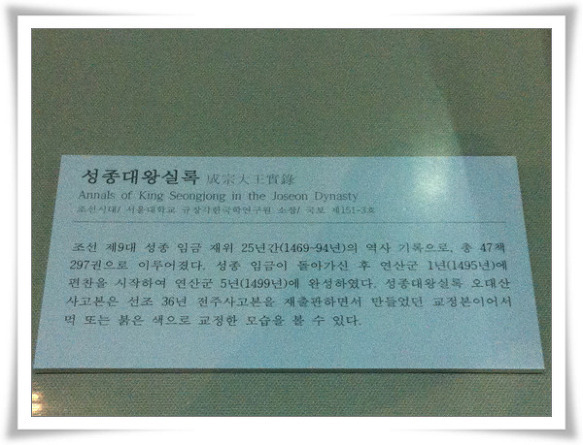 성종대왕실록 成宗大王實錄
Annals of King Seongjong in the Joseon Dynasty
조선시대/ 서울대학교 규장각한국학연구원 소장/ 국보 제151-3호
조선 제9대 성종 임금 재위 25년간(1469~94년)의 역사 기록으로, 총 47책
297권으로 이루어졌다. 성종 임금이 돌아가신 후 연산군 1년(1495년)에
편찬을 시작하여 연산군 5년(1499년)에 완성하였다. 성종대왕실록 오대산
사고본은 선조 36년 전주사고본을 재출판하면서 만들었던 교정본이어서
먹 또는 붉은 색으로 교정한 모습을 볼 수 있다.